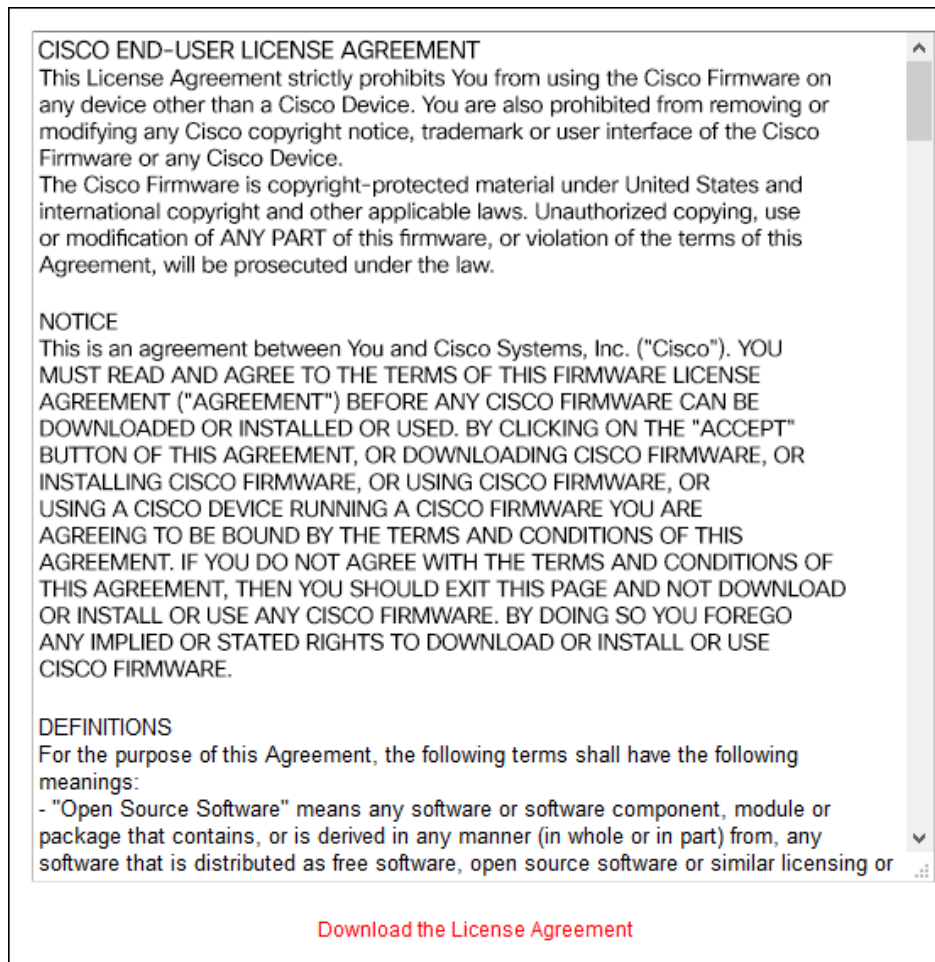 CISCO END-USER LICENSE AGREEMENT
This License Agreement strictly prohibits You from using the Cisco Firmware on
any device other than a Cisco Device. You are also prohibited from removing or
modifying any Cisco copyright notice, trademark or user interface of the Cisco
Firmware or any Cisco Device.
The Cisco Firmware is copyright-protected material under United States and
international copyright and other applicable laws. Unauthorized copying, use
or modification of ANY PART of this firmware, or violation of the terms of this
Agreement, will be prosecuted under the law.
NOTICE
This is an agreement between You and Cisco Systems, Inc. ("Cisco"). YOU
MUST READ AND AGREE TO THE TERMS OF THIS FIRMWARE LICENSE
AGREEMENT ("AGREEMENT") BEFORE ANY CISCO FIRMWARE CAN BE
DOWNLOADED OR INSTALLED OR USED. BY CLICKING ON THE "ACCEPT"
BUTTON OF THIS AGREEMENT, OR DOWNLOADING CISCO FIRMWARE, OR
INSTALLING CISCO FIRMWARE, OR USING CISCO FIRMWARE, OR
USING A CISCO DEVICE RUNNING A CISCO FIRMWARE YOU ARE
AGREEING TO BE BOUND BY THE TERMS AND CONDITIONS OF THIS
AGREEMENT. IF YOU DO NOT AGREE WITH THE TERMS AND CONDITIONS OF
THIS AGREEMENT, THEN YOU SHOULD EXIT THIS PAGE AND NOT DOWNLOAD
OR INSTALL OR USE ANY CISCO FIRMWARE. BY DOING SO YOU FOREGO
ANY IMPLIED OR STATED RIGHTS TO DOWNLOAD OR INSTALL OR USE
CISCO FIRMWARE.
DEFINITIONS
For the purpose of this Agreement, the following terms shall have the following
meanings:
- "Open Source Software" means any software or software component, module or
package that contains, or is derived in any manner (in whole or in part) from, any
software that is distributed as free software, open source software or similar licensing or
Download the License Agreement